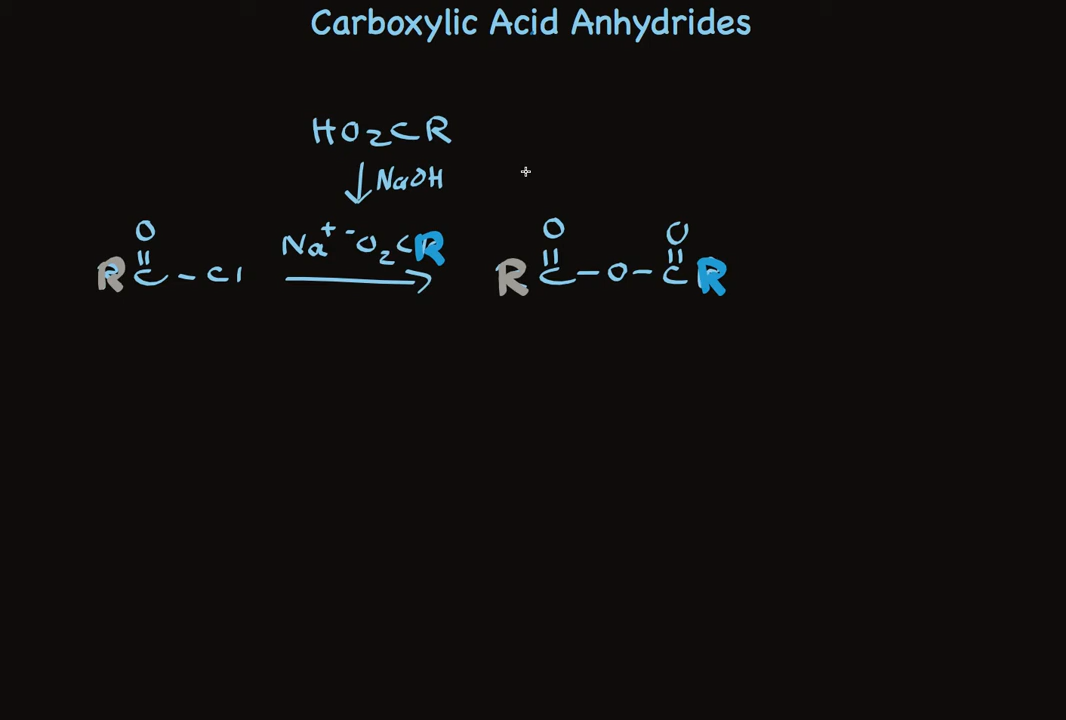 Carboxylic Acid Anhydrides
HO₂CR
↓ NaOH
O
Na⁺ ⁻O₂CR
O
O
RC-Cl
RC-O-CR